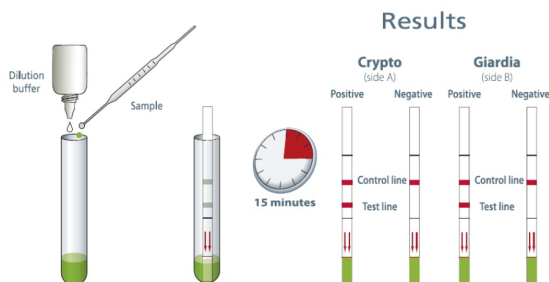 Results
Dilution
buffer
Sample
15 minutes
Crypto
(side A)
Positive Negative
Control line
Test line
Giardia
(side B)
Positive Negative
Control line
Test line